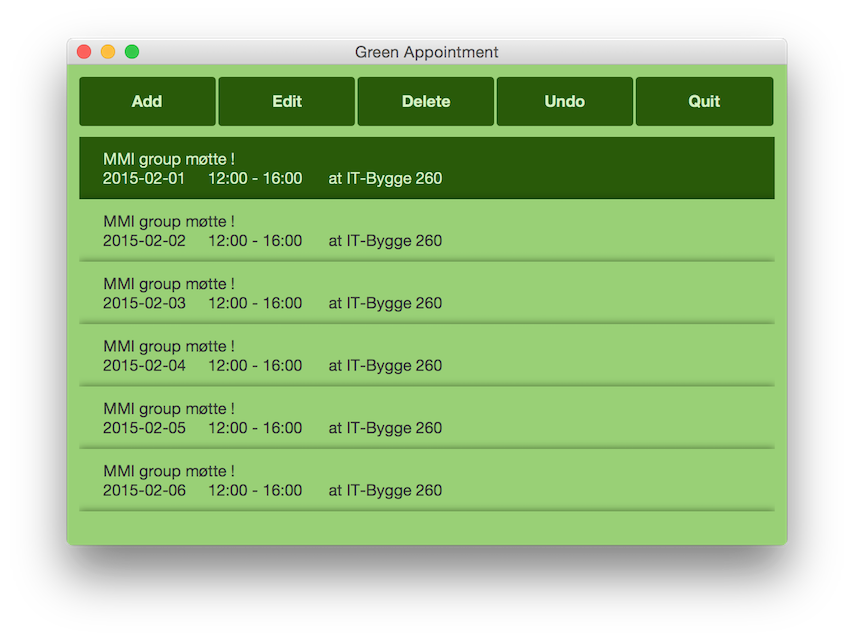 Green Appointment
Add Edit Delete Undo Quit
MMI group møtte !
2015-02-01 12:00 - 16:00 at IT-Bygge 260
MMI group møtte !
2015-02-02 12:00 - 16:00 at IT-Bygge 260
MMI group møtte !
2015-02-03 12:00 - 16:00 at IT-Bygge 260
MMI group møtte !
2015-02-04 12:00 - 16:00 at IT-Bygge 260
MMI group møtte !
2015-02-05 12:00 - 16:00 at IT-Bygge 260
MMI group møtte !
2015-02-06 12:00 - 16:00 at IT-Bygge 260